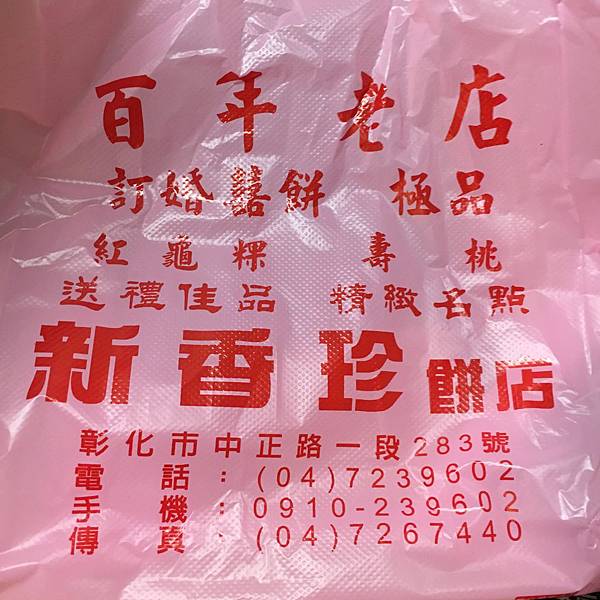 百年老店
訂婚囍餅 極品
紅龜粿 壽桃
送禮佳品 精緻名點
新香珍餅店
彰化市中正路一段283號
電話：(04)7239602
手機：0910-239602
傳真：(04)7267440